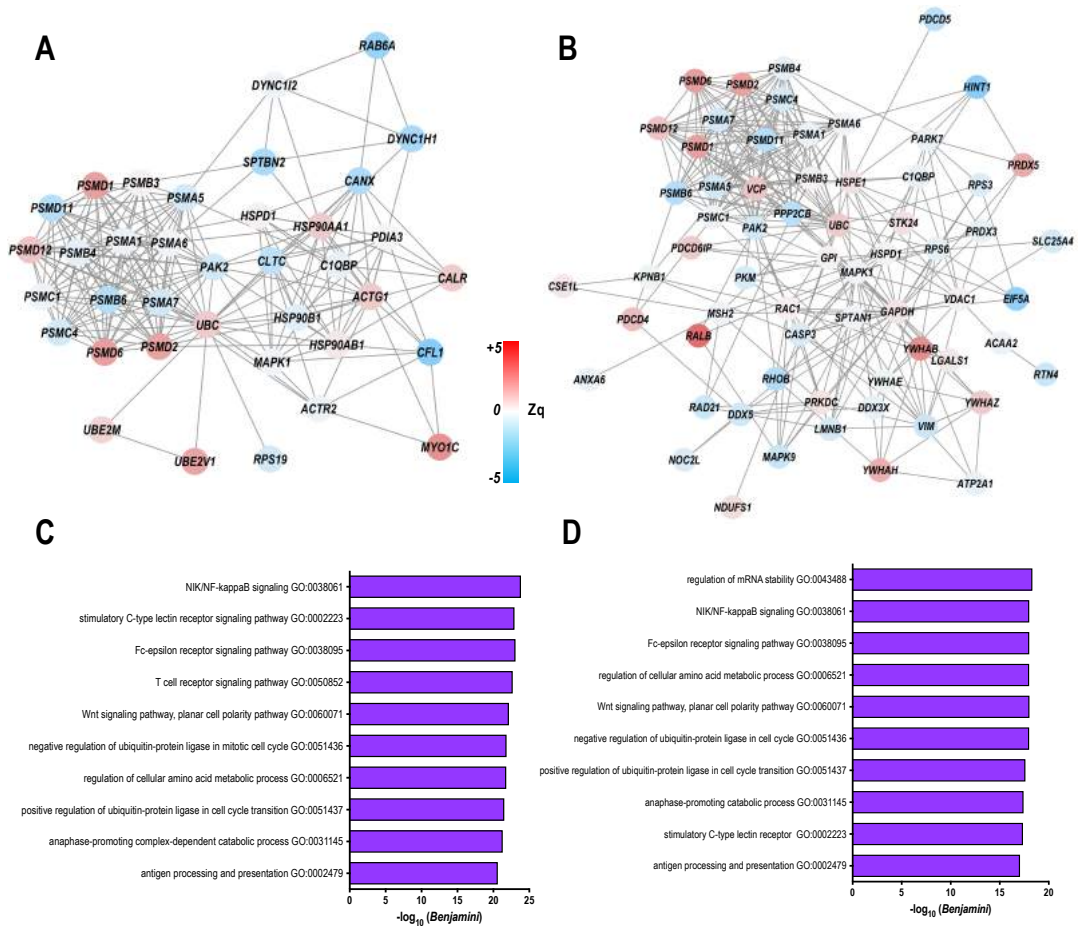 A
RAB6A
DYNC1I2
DYNC1H1
SPTBN2
CANX
PSMD1
PSMB3
PSMA5
PSMD11
HSPD1
HSP90AA1
PSMD12
PSMA1
PSMA6
PDIA3
PSMB4
PAK2
CLTC
C1QBP
CALR
PSMC1
PSMB6
PSMA7
ACTG1
PSMC4
UBC
HSP90B1
PSMD6
PSMD2
HSP90AB1
CFL1
MAPK1
ACTR2
UBE2M
UBE2V1
RPS19
MYO1C
+5
0
Zq
-5
B
PDCD5
PSMB4
PSMD6
PSMD2
HINT1
PSMC4
PSMA7
PSMA6
PSMD12
PSMA1
PARK7
PSMD1
PSMD11
PRDX5
PSMB3
C1QBP
PSMB6
PSMA5
VCP
HSPE1
RPS3
PSMC1
PPP2CB
PAK2
UBC
STK24
PRDX3
PDCD6IP
HSPD1
RPS6
SLC25A4
GPI
KPNB1
PKM
MAPK1
CSE1L
VDAC1
EIF5A
RAC1
GAPDH
PDCD4
MSH2
SPTAN1
RALB
CASP3
ACAA2
YWHAB
LGALS1
ANXA6
RHOB
YWHAE
RTN4
PRKDC
YWHAZ
RAD21
DDX5
DDX3X
LMNB1
VIM
NOC2L
MAPK9
YWHAH
ATP2A1
NDUFS1
C
NIK/NF-kappaB signaling GO:0038061
stimulatory C-type lectin receptor signaling pathway GO:0002223
Fc-epsilon receptor signaling pathway GO:0038095
T cell receptor signaling pathway GO:0050852
Wnt signaling pathway, planar cell polarity pathway GO:0060071
negative regulation of ubiquitin-protein ligase in mitotic cell cycle GO:0051436
regulation of cellular amino acid metabolic process GO:0006521
positive regulation of ubiquitin-protein ligase in cell cycle transition GO:0051437
anaphase-promoting complex-dependent catabolic process GO:0031145
antigen processing and presentation GO:0002479
0 5 10 15 20 25
-log10 (Benjamini)
D
regulation of mRNA stability GO:0043488
NIK/NF-kappaB signaling GO:0038061
Fc-epsilon receptor signaling pathway GO:0038095
regulation of cellular amino acid metabolic process GO:0006521
Wnt signaling pathway, planar cell polarity pathway GO:0060071
negative regulation of ubiquitin-protein ligase in cell cycle GO:0051436
positive regulation of ubiquitin-protein ligase in cell cycle transition GO:0051437
anaphase-promoting catabolic process GO:0031145
stimulatory C-type lectin receptor GO:0002223
antigen processing and presentation GO:0002479
0 5 10 15 20
-log10 (Benjamini)